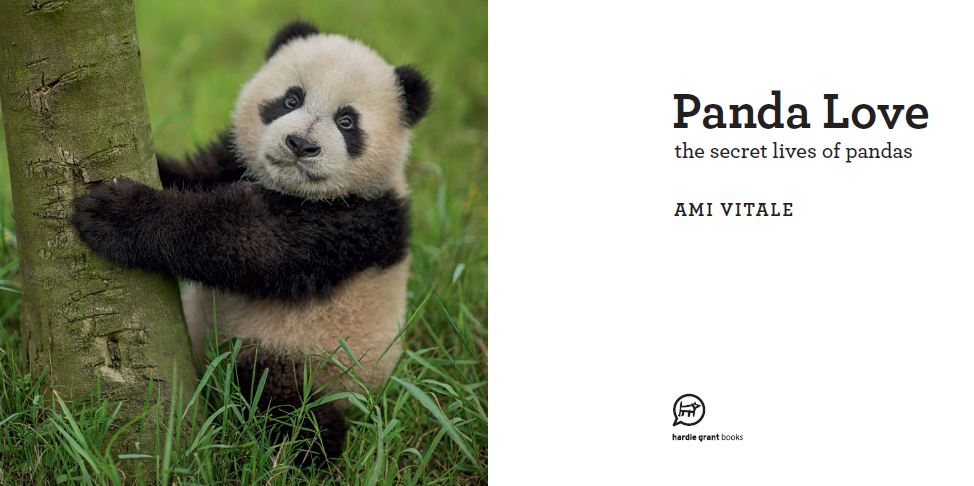 Panda Love
the secret lives of pandas
AMI VITALE
hardie grant books